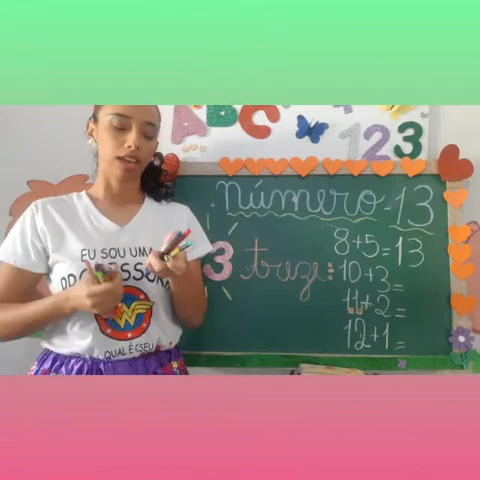 ABC
123
número - 13
8+5=13
3 treze:
10+3=
11+2=
12+1=
EU SOU UMA
PROFESSORA
QUAL É O SEU